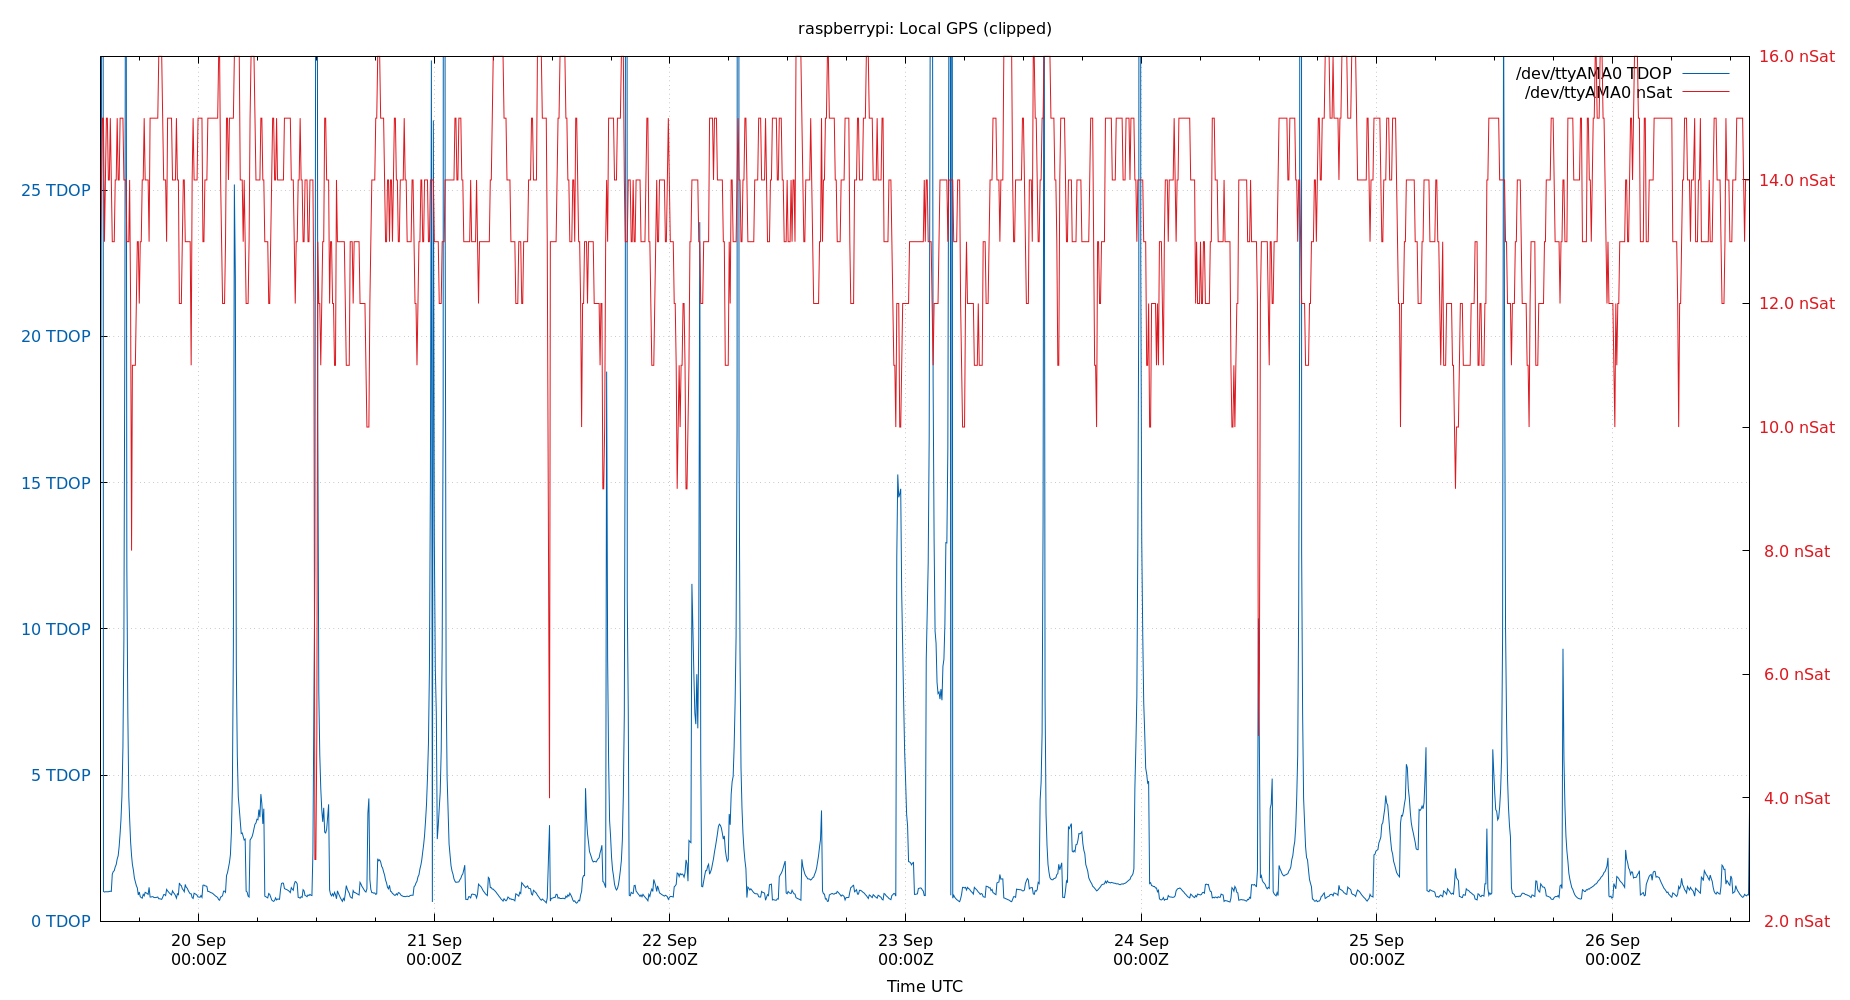 raspberrypi: Local GPS (clipped)
/dev/ttyAMA0 TDOP
/dev/ttyAMA0 nSat
25 TDOP
20 TDOP
15 TDOP
10 TDOP
5 TDOP
0 TDOP
16.0 nSat
14.0 nSat
12.0 nSat
10.0 nSat
8.0 nSat
6.0 nSat
4.0 nSat
2.0 nSat
20 Sep
00:00Z
21 Sep
00:00Z
22 Sep
00:00Z
23 Sep
00:00Z
24 Sep
00:00Z
25 Sep
00:00Z
26 Sep
00:00Z
Time UTC